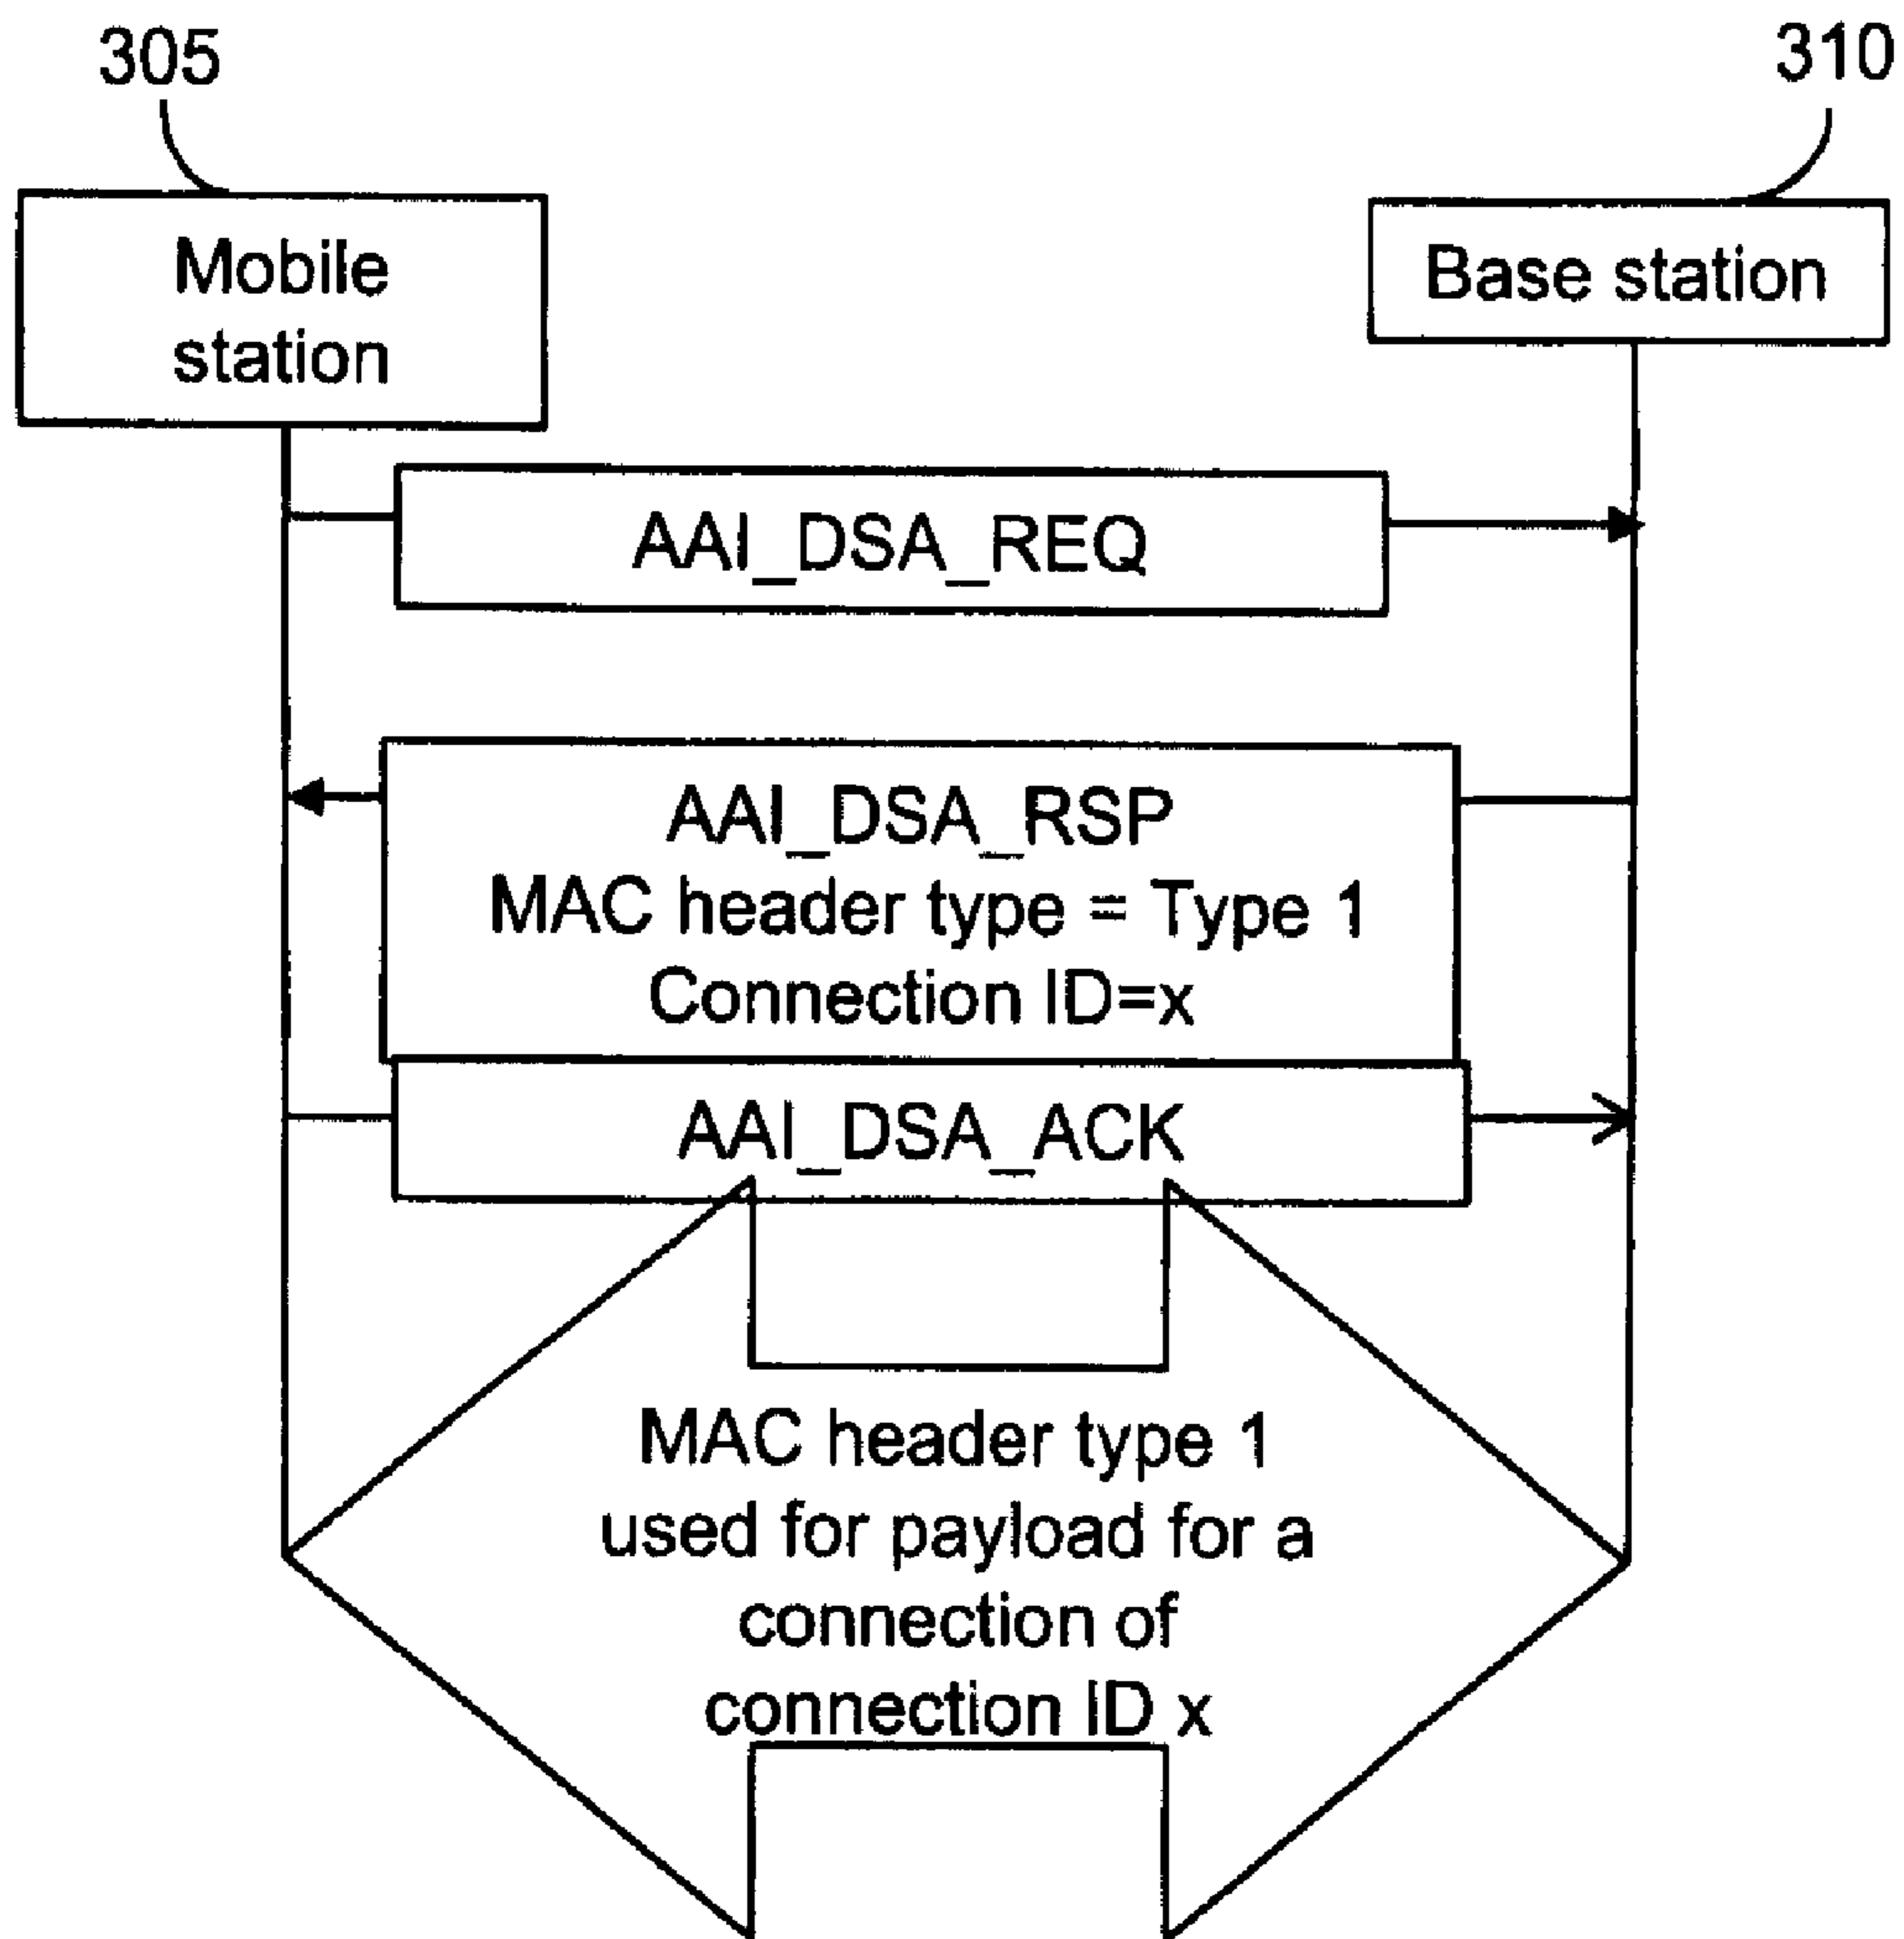 305
310
Mobile
station
Base station
AAI_DSA_REQ
AAI_DSA_RSP
MAC header type = Type 1
Connection ID=x
AAI_DSA_ACK
MAC header type 1
used for payload for a
connection of
connection ID x